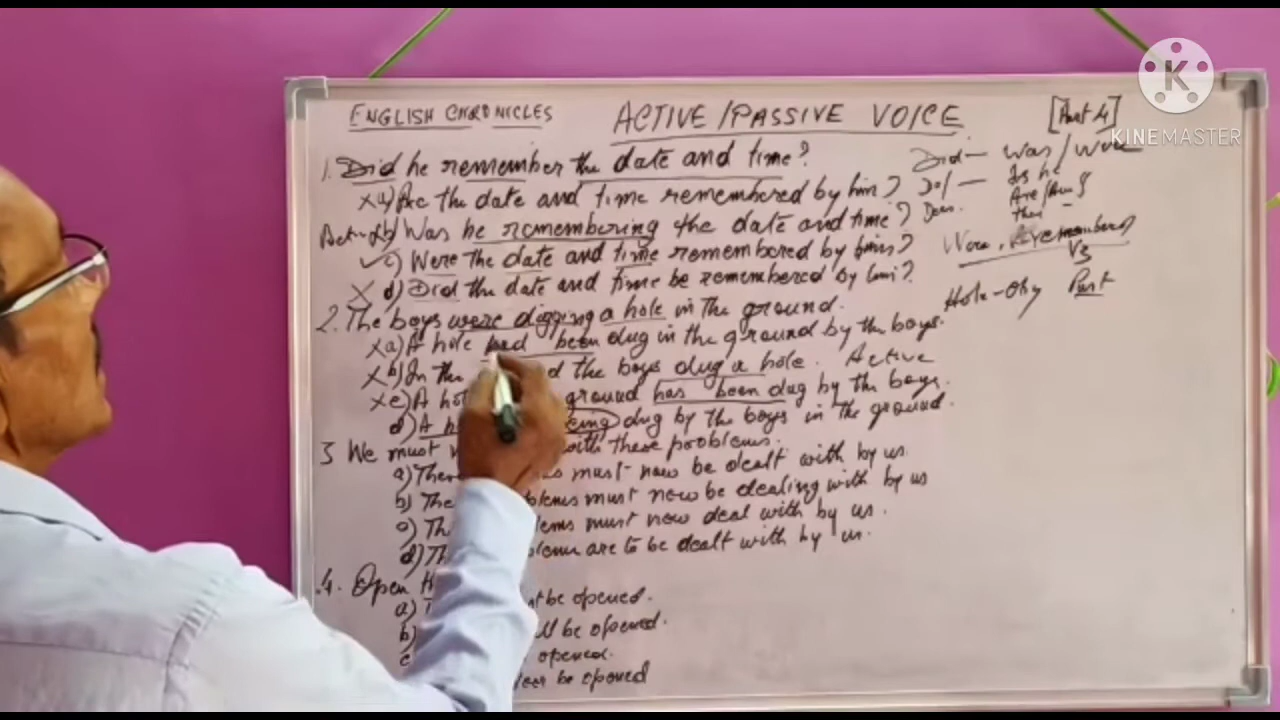 ENGLISH CHRONICLES ACTIVE/PASSIVE VOICE [Part 4]
K
KINEMASTER
1. Did he remember the date and time?
Did - Was/Were
X a) Are the date and time remembered by him?
Do/ - Is he
Does. Are/
Act- X b) Was he remembering the date and time?
✓ c) Were the date and time remembered by him?
Were, remembered
V3
X d) Did the date and time be remembered by him?
Hole-Obj Past
2. The boys were digging a hole in the ground.
X a) A hole had been dug in the ground by the boys.
X b) In the the boys dug a hole. Active
X c) A ground has been dug by the boys.
d) A dug by the boys in the ground.
3 We must with these problems.
a) must now be dealt with by us.
b) must now be dealing with by us
c) must now deal with by us.
d) are to be dealt with by us.
4. Open
a) be opened.
b) be opened.
c opened.
be opened